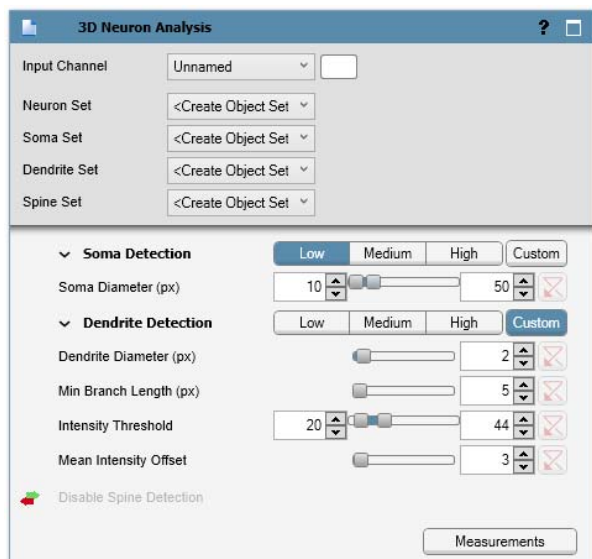 3D Neuron Analysis ?
Input Channel Unnamed
Neuron Set <Create Object Set
Soma Set <Create Object Set
Dendrite Set <Create Object Set
Spine Set <Create Object Set
Soma Detection Low Medium High Custom
Soma Diameter (px) 10 50
Dendrite Detection Low Medium High Custom
Dendrite Diameter (px) 2
Min Branch Length (px) 5
Intensity Threshold 20 44
Mean Intensity Offset 3
Disable Spine Detection
Measurements